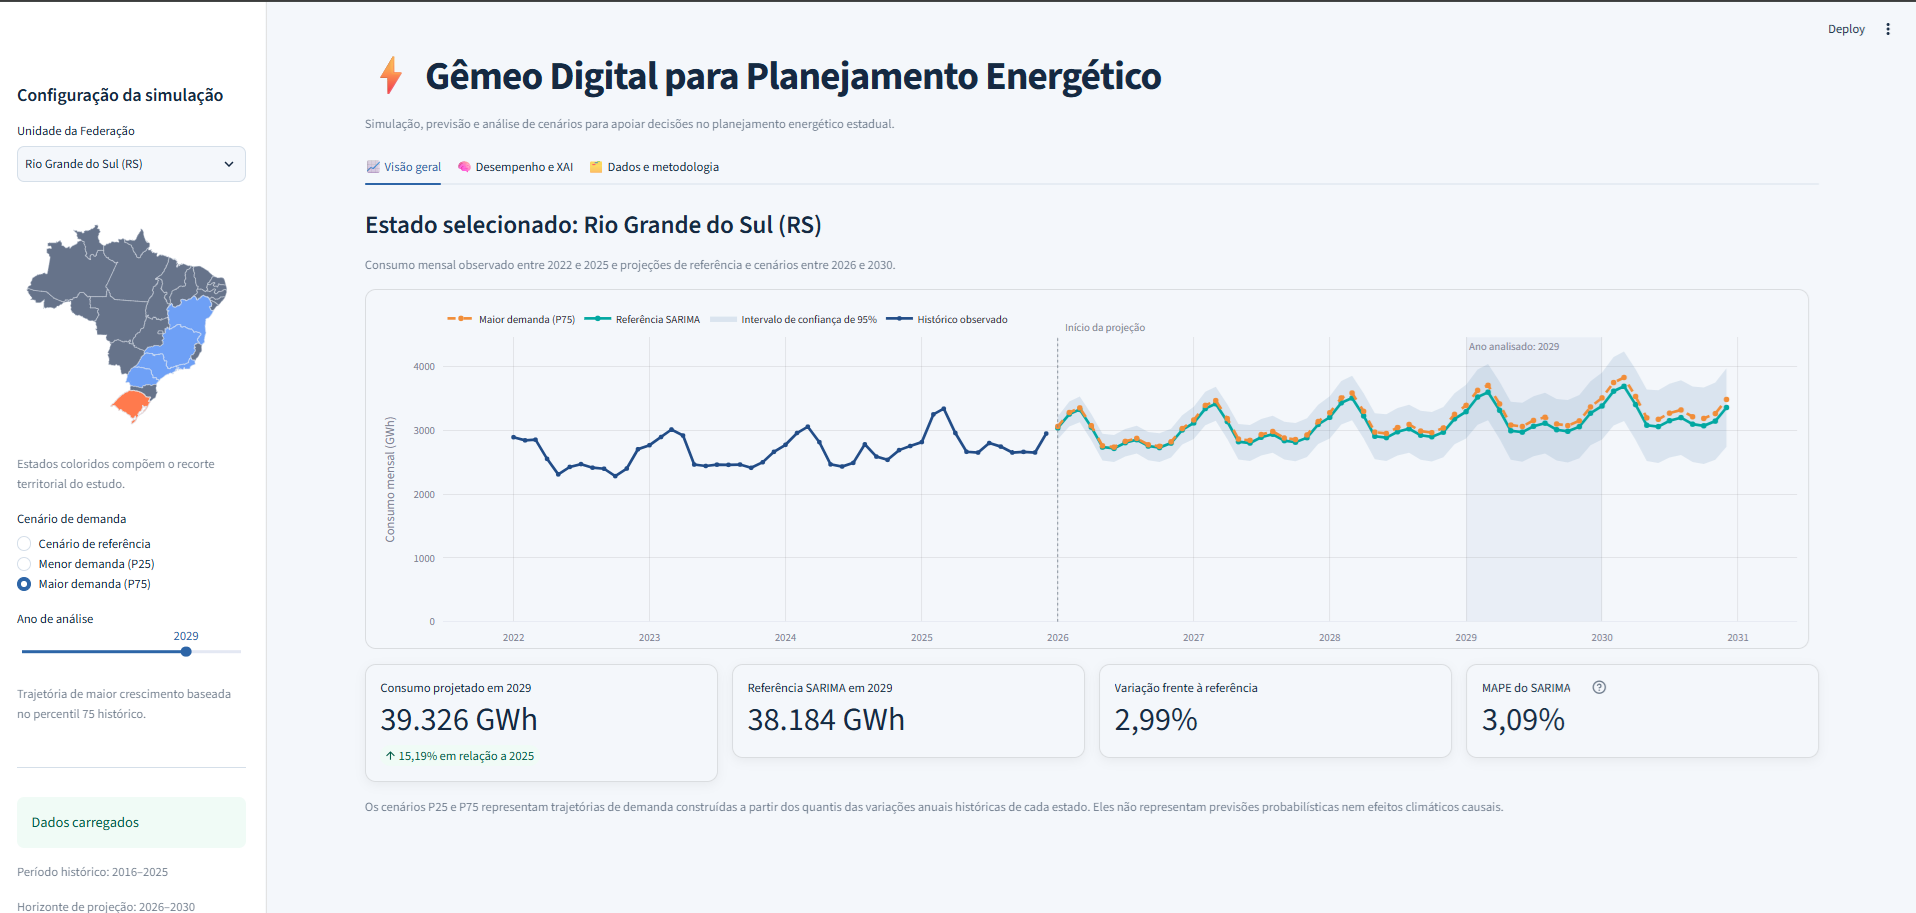 Deploy
Configuração da simulação
Unidade da Federação
Rio Grande do Sul (RS)
Estados coloridos compõem o recorte
territorial do estudo.
Cenário de demanda
Cenário de referência
Menor demanda (P25)
Maior demanda (P75)
Ano de análise
2029
Trajetória de maior crescimento baseada
no percentil 75 histórico.
Dados carregados
Período histórico: 2016–2025
Horizonte de projeção: 2026–2030
Gêmeo Digital para Planejamento Energético
Simulação, previsão e análise de cenários para apoiar decisões no planejamento energético estadual.
Visão geral
Desempenho e XAI
Dados e metodologia
Estado selecionado: Rio Grande do Sul (RS)
Consumo mensal observado entre 2022 e 2025 e projeções de referência e cenários entre 2026 e 2030.
Maior demanda (P75)
Referência SARIMA
Intervalo de confiança de 95%
Histórico observado
Início da projeção
Ano analisado: 2029
Consumo mensal (GWh)
4000
3000
2000
1000
0
2022
2023
2024
2025
2026
2027
2028
2029
2030
2031
Consumo projetado em 2029
39.326 GWh
↑ 15,19% em relação a 2025
Referência SARIMA em 2029
38.184 GWh
Variação frente à referência
2,99%
MAPE do SARIMA
3,09%
Os cenários P25 e P75 representam trajetórias de demanda construídas a partir dos quantis das variações anuais históricas de cada estado. Eles não representam previsões probabilísticas nem efeitos climáticos causais.